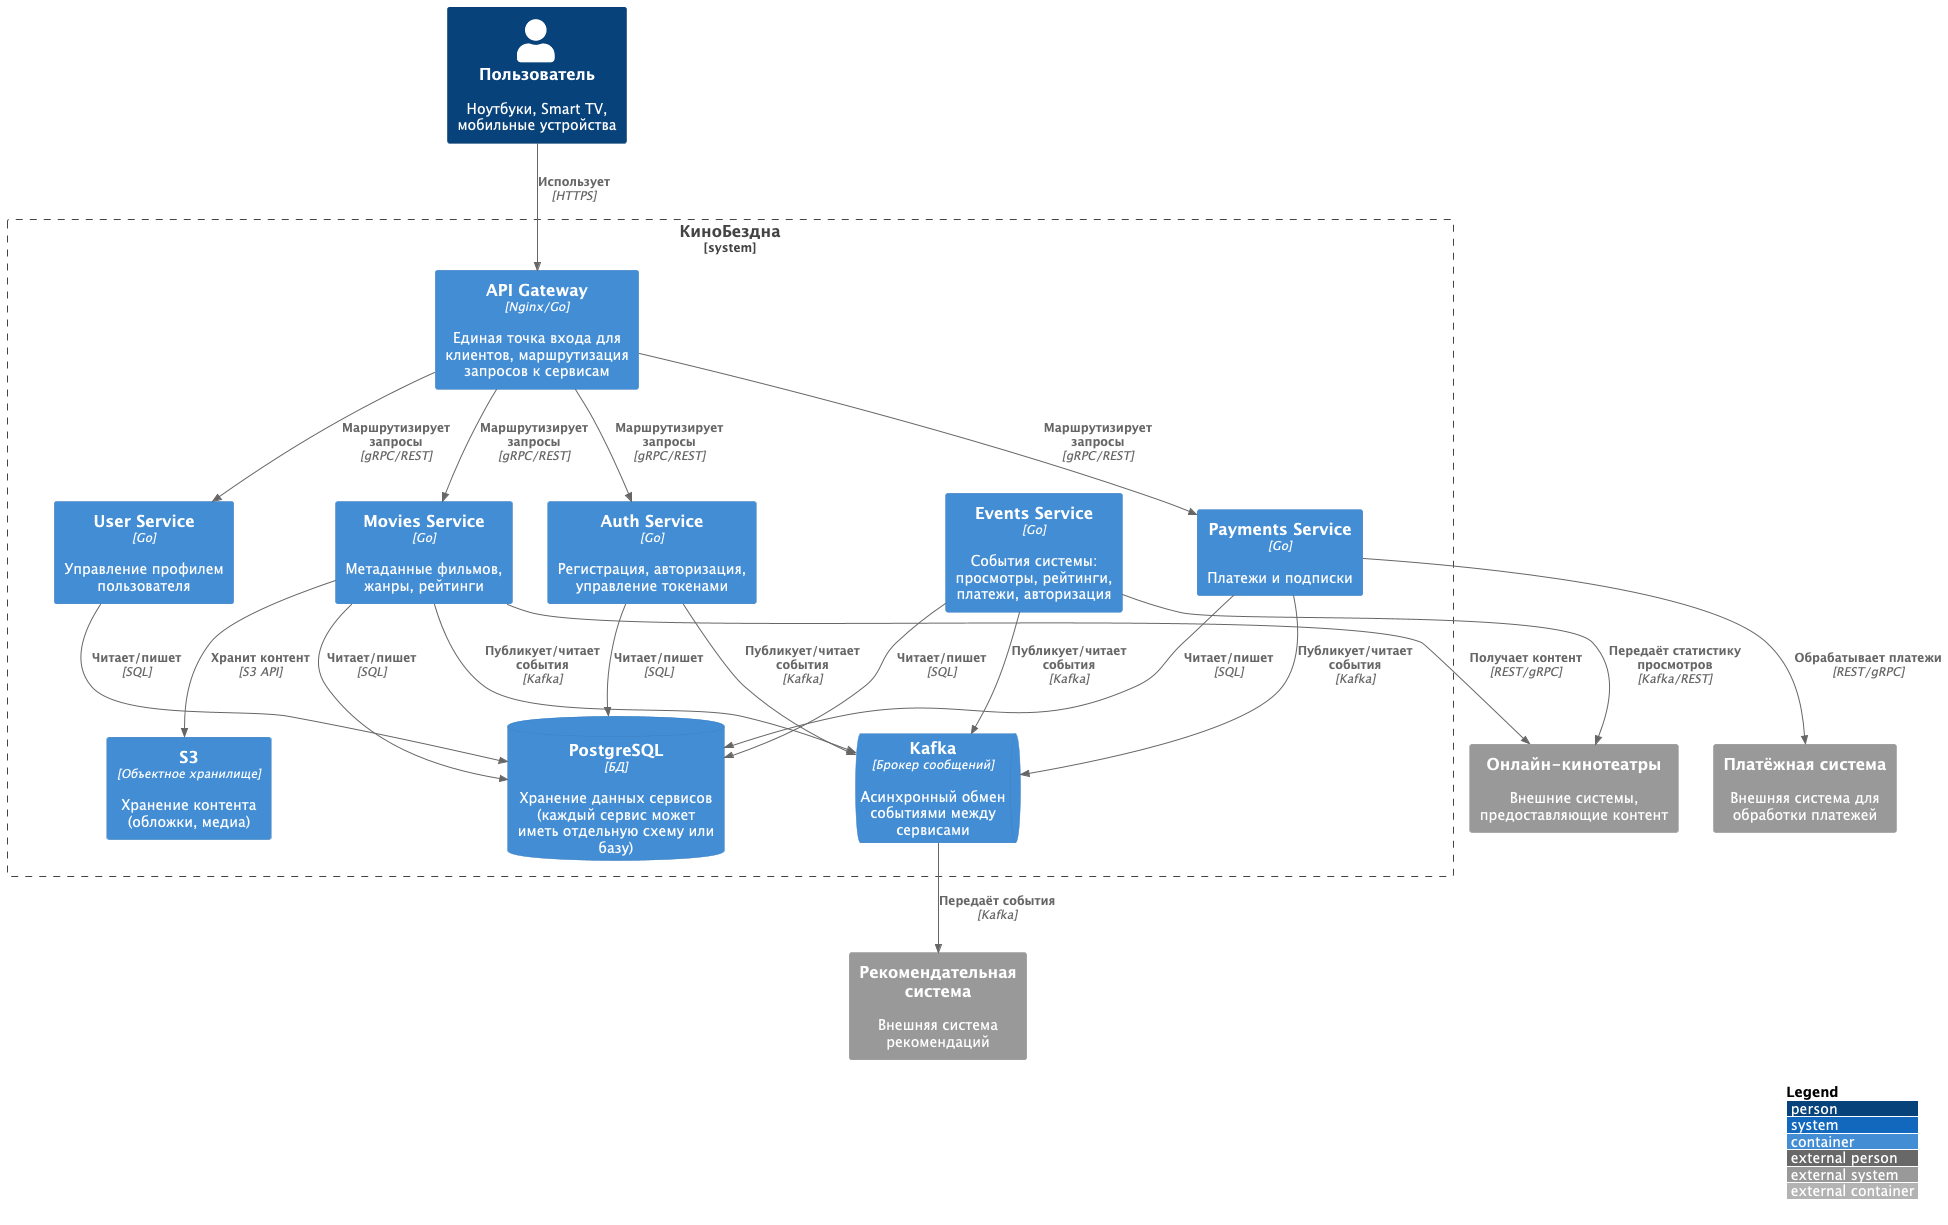 Пользователь
Ноутбуки, Smart TV,
мобильные устройства
Использует
[HTTPS]
КиноБездна
[system]
API Gateway
[Nginx/Go]
Единая точка входа для
клиентов, маршрутизация
запросов к сервисам
Маршрутизирует
запросы
[gRPC/REST]
Маршрутизирует
запросы
[gRPC/REST]
Маршрутизирует
запросы
[gRPC/REST]
Маршрутизирует
запросы
[gRPC/REST]
User Service
[Go]
Управление профилем
пользователя
Movies Service
[Go]
Метаданные фильмов,
жанры, рейтинги
Auth Service
[Go]
Регистрация, авторизация,
управление токенами
Events Service
[Go]
События системы:
просмотры, рейтинги,
платежи, авторизация
Payments Service
[Go]
Платежи и подписки
Читает/пишет
[SQL]
Хранит контент
[S3 API]
Читает/пишет
[SQL]
Публикует/читает
события
[Kafka]
Читает/пишет
[SQL]
Публикует/читает
события
[Kafka]
Читает/пишет
[SQL]
Публикует/читает
события
[Kafka]
Читает/пишет
[SQL]
Публикует/читает
события
[Kafka]
Получает контент
[REST/gRPC]
Передаёт статистику
просмотров
[Kafka/REST]
Обрабатывает платежи
[REST/gRPC]
S3
[Объектное хранилище]
Хранение контента
(обложки, медиа)
PostgreSQL
[БД]
Хранение данных сервисов
(каждый сервис может
иметь отдельную схему или
базу)
Kafka
[Брокер сообщений]
Асинхронный обмен
событиями между
сервисами
Онлайн-кинотеатры
Внешние системы,
предоставляющие контент
Платёжная система
Внешняя система для
обработки платежей
Передаёт события
[Kafka]
Рекомендательная
система
Внешняя система
рекомендаций
Legend
person
system
container
external person
external system
external container